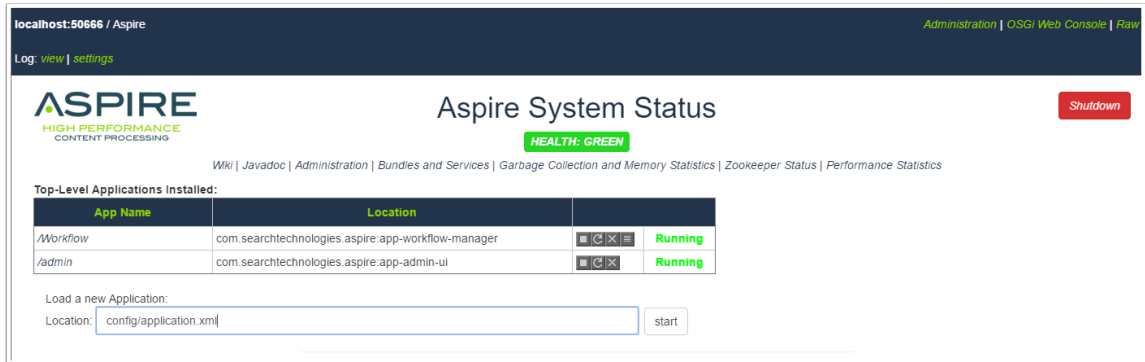 localhost:50666 / Aspire
Administration | OSGi Web Console | Raw
Log: view | settings
ASPIRE
HIGH PERFORMANCE
CONTENT PROCESSING
Aspire System Status
Shutdown
HEALTH: GREEN
Wiki | Javadoc | Administration | Bundles and Services | Garbage Collection and Memory Statistics | Zookeeper Status | Performance Statistics
Top-Level Applications Installed:
App Name Location
/Workflow com.searchtechnologies.aspire:app-workflow-manager Running
/admin com.searchtechnologies.aspire:app-admin-ui Running
Load a new Application:
Location: config/application.xml start